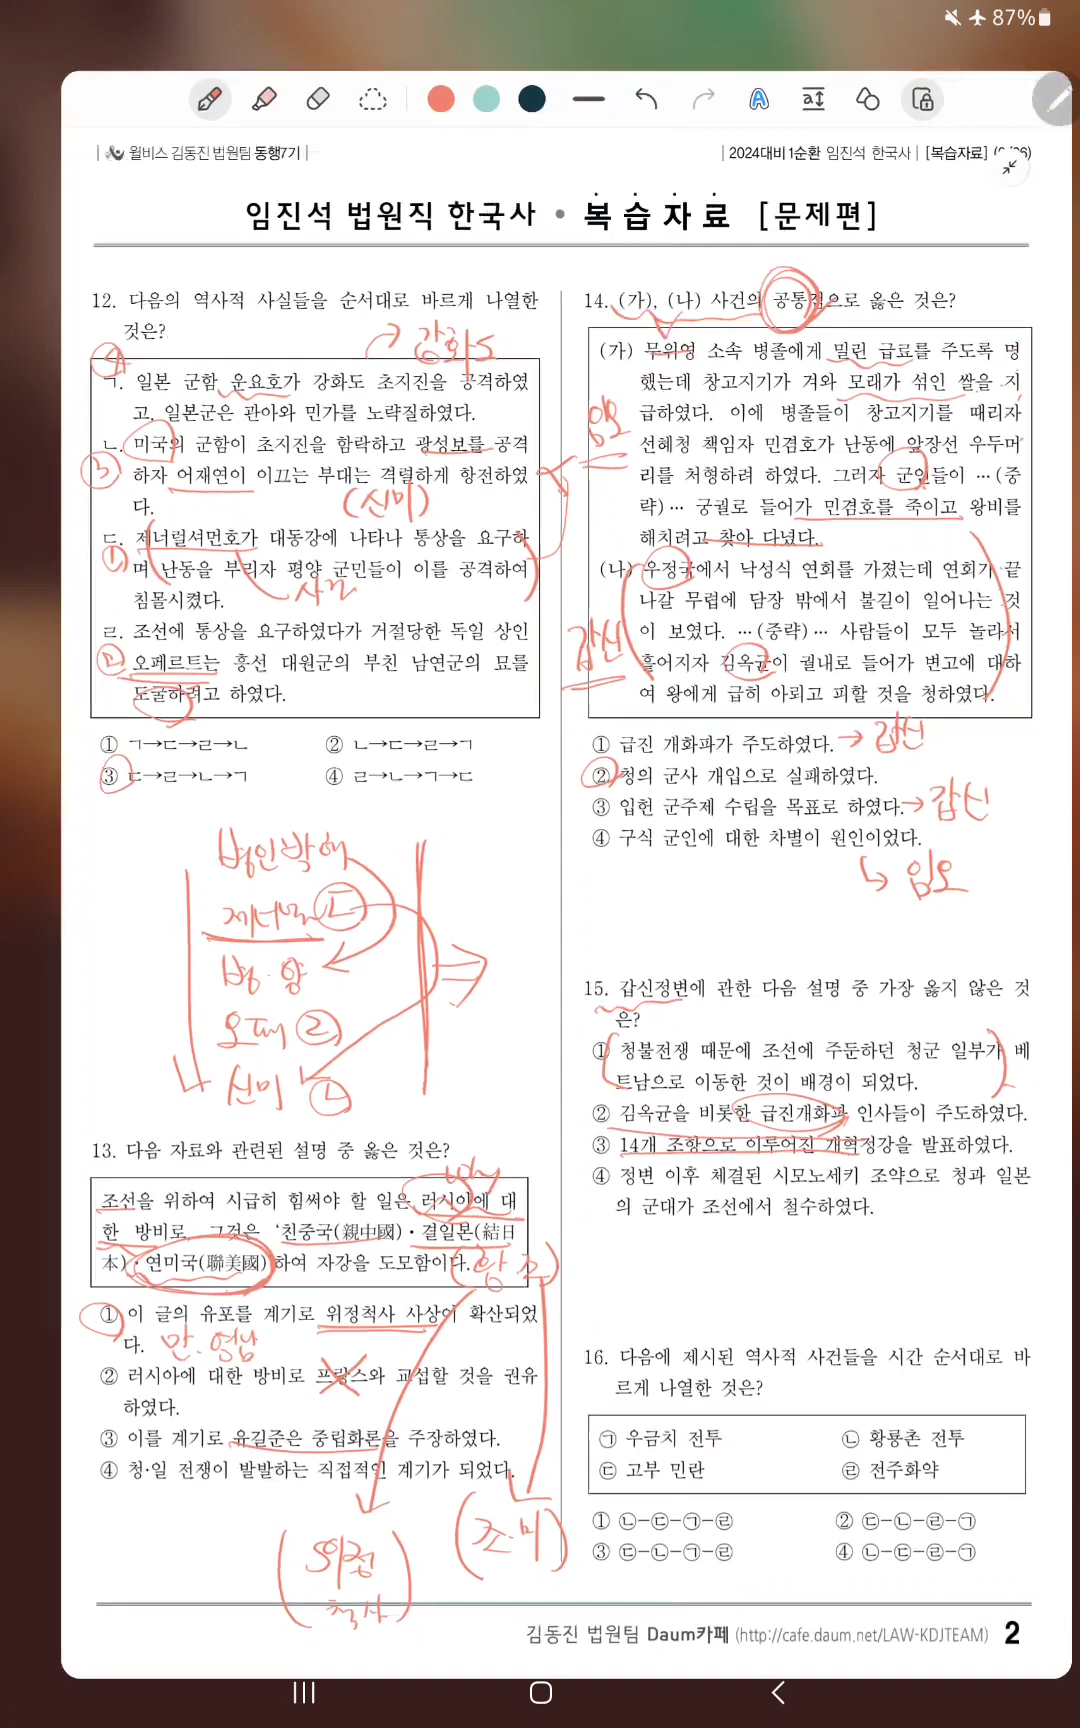 87%
윌비스 김동진 법원팀 동행7기
2024대비 1순환 임진석 한국사 | [복습자료]
임진석 법원직 한국사 • 복습자료 [문제편]
12. 다음의 역사적 사실들을 순서대로 바르게 나열한
것은?
강화도
4
ㄱ. 일본 군함 운요호가 강화도 초지진을 공격하였
고, 일본군은 관아와 민가를 노략질하였다.
ㄴ. 미국의 군함이 초지진을 함락하고 광성보를 공격
3
하자 어재연이 이끄는 부대는 격렬하게 항전하였
다.
(신미)
ㄷ. 제너럴셔먼호가 대동강에 나타나 통상을 요구하
1
며 난동을 부리자 평양 군민들이 이를 공격하여
침몰시켰다.
사건
ㄹ. 조선에 통상을 요구하였다가 거절당한 독일 상인
2
오페르트는 흥선 대원군의 부친 남연군의 묘를
도굴하려고 하였다.
① ㄱ→ㄷ→ㄹ→ㄴ
② ㄴ→ㄷ→ㄹ→ㄱ
③ ㄷ→ㄹ→ㄴ→ㄱ
④ ㄹ→ㄴ→ㄱ→ㄷ
병인박해
제너럴 ㄷ
병.양
오페 ㄹ
신미 ㄴ
13. 다음 자료와 관련된 설명 중 옳은 것은?
조선을 위하여 시급히 힘써야 할 일은 러시아에 대
한 방비로, 그것은 '친중국(親中國)·결일본(結日
本)·연미국(聯美國)'하여 자강을 도모함이다.
(황.조)
① 이 글의 유포를 계기로 위정척사 사상이 확산되었
다.
만.영남
② 러시아에 대한 방비로 프랑스와 교섭할 것을 권유
하였다.
③ 이를 계기로 유길준은 중립화론을 주장하였다.
④ 청·일 전쟁이 발발하는 직접적인 계기가 되었다.
(위정
척사)
(조.미)
14. (가), (나) 사건의 공통점으로 옳은 것은?
(가) 무위영 소속 병졸에게 밀린 급료를 주도록 명
했는데 창고지기가 겨와 모래가 섞인 쌀을 지
급하였다. 이에 병졸들이 창고지기를 때리자
임오
선혜청 책임자 민겸호가 난동에 앞장선 우두머
리를 처형하려 하였다. 그러자 군인들이 …(중
략)… 궁궐로 들어가 민겸호를 죽이고 왕비를
해치려고 찾아 다녔다.
(나) 우정국에서 낙성식 연회를 가졌는데 연회가 끝
나갈 무렵에 담장 밖에서 불길이 일어나는 것
이 보였다. …(중략)… 사람들이 모두 놀라서
갑신
흩어지자 김옥균이 궐내로 들어가 변고에 대하
여 왕에게 급히 아뢰고 피할 것을 청하였다.
① 급진 개화파가 주도하였다. → 갑신
② 청의 군사 개입으로 실패하였다.
③ 입헌 군주제 수립을 목표로 하였다. → 갑신
④ 구식 군인에 대한 차별이 원인이었다.
임오
15. 갑신정변에 관한 다음 설명 중 가장 옳지 않은 것
은?
① 청불전쟁 때문에 조선에 주둔하던 청군 일부가 베
트남으로 이동한 것이 배경이 되었다.
② 김옥균을 비롯한 급진개화파 인사들이 주도하였다.
③ 14개 조항으로 이루어진 개혁정강을 발표하였다.
④ 정변 이후 체결된 시모노세키 조약으로 청과 일본
의 군대가 조선에서 철수하였다.
16. 다음에 제시된 역사적 사건들을 시간 순서대로 바
르게 나열한 것은?
㉠ 우금치 전투
㉡ 황룡촌 전투
㉢ 고부 민란
㉣ 전주화약
① ㉡-㉢-㉠-㉣
② ㉢-㉡-㉣-㉠
③ ㉢-㉡-㉠-㉣
④ ㉡-㉢-㉣-㉠
김동진 법원팀 Daum카페 (http://cafe.daum.net/LAW-KDJTEAM) 2